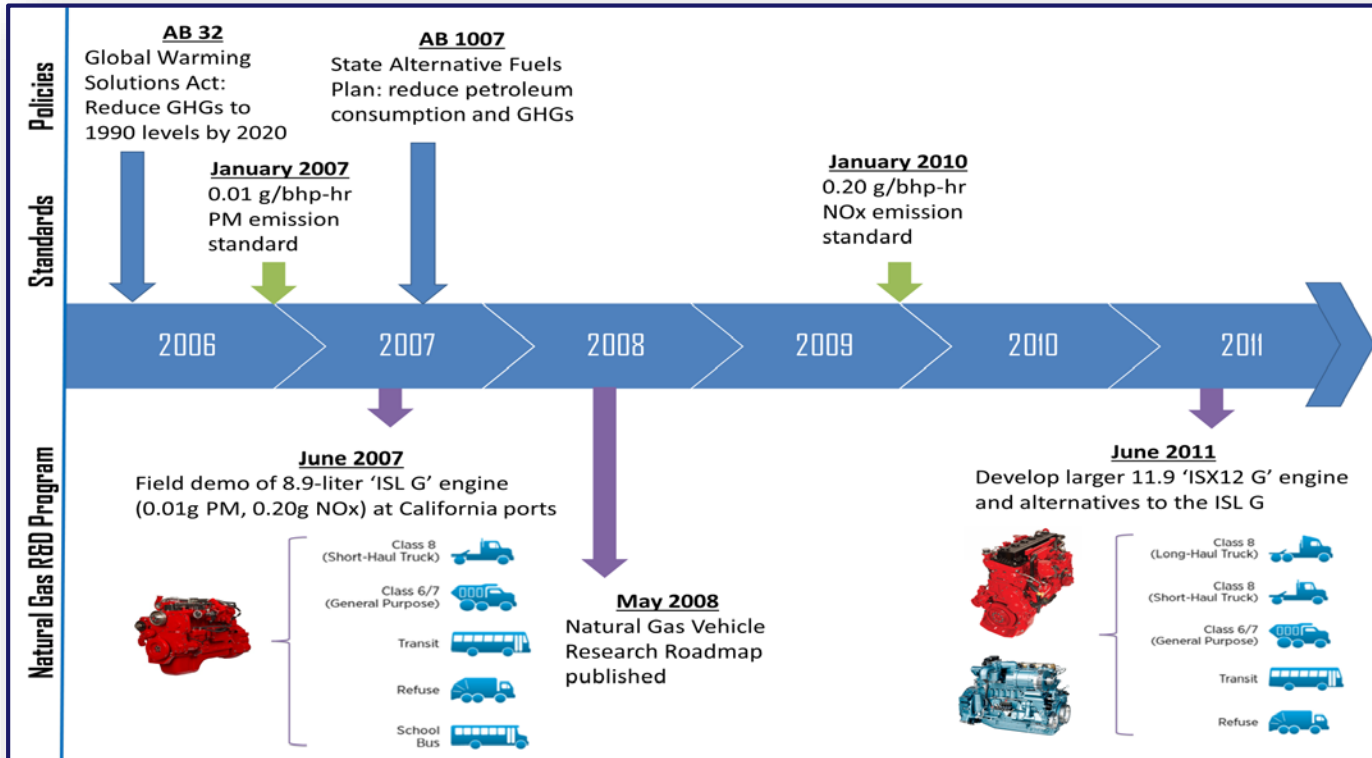 Policies
AB 32
Global Warming
Solutions Act:
Reduce GHGs to
1990 levels by 2020
AB 1007
State Alternative Fuels
Plan: reduce petroleum
consumption and GHGs
Standards
January 2007
0.01 g/bhp-hr
PM emission
standard
January 2010
0.20 g/bhp-hr
NOx emission
standard
2006
2007
2008
2009
2010
2011
Natural Gas R&D Program
June 2007
Field demo of 8.9-liter ‘ISL G’ engine
(0.01g PM, 0.20g NOx) at California ports
Class 8
(Short-Haul Truck)
Class 6/7
(General Purpose)
Transit
Refuse
School
Bus
May 2008
Natural Gas Vehicle
Research Roadmap
published
June 2011
Develop larger 11.9 ‘ISX12 G’ engine
and alternatives to the ISL G
Class 8
(Long-Haul Truck)
Class 8
(Short-Haul Truck)
Class 6/7
(General Purpose)
Transit
Refuse